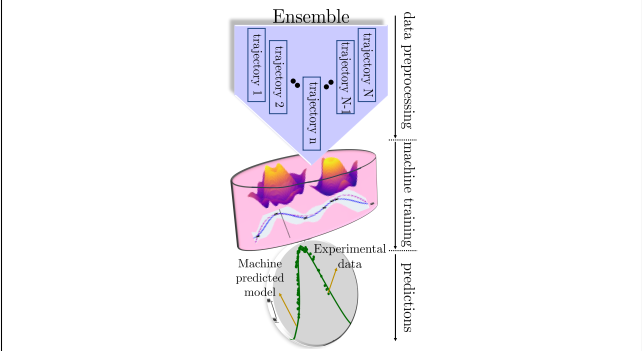 Ensemble
trajectory 1
trajectory 2
trajectory n
trajectory N-1
trajectory N
data preprocessing
machine training
Experimental
data
Machine
predicted
model
predictions